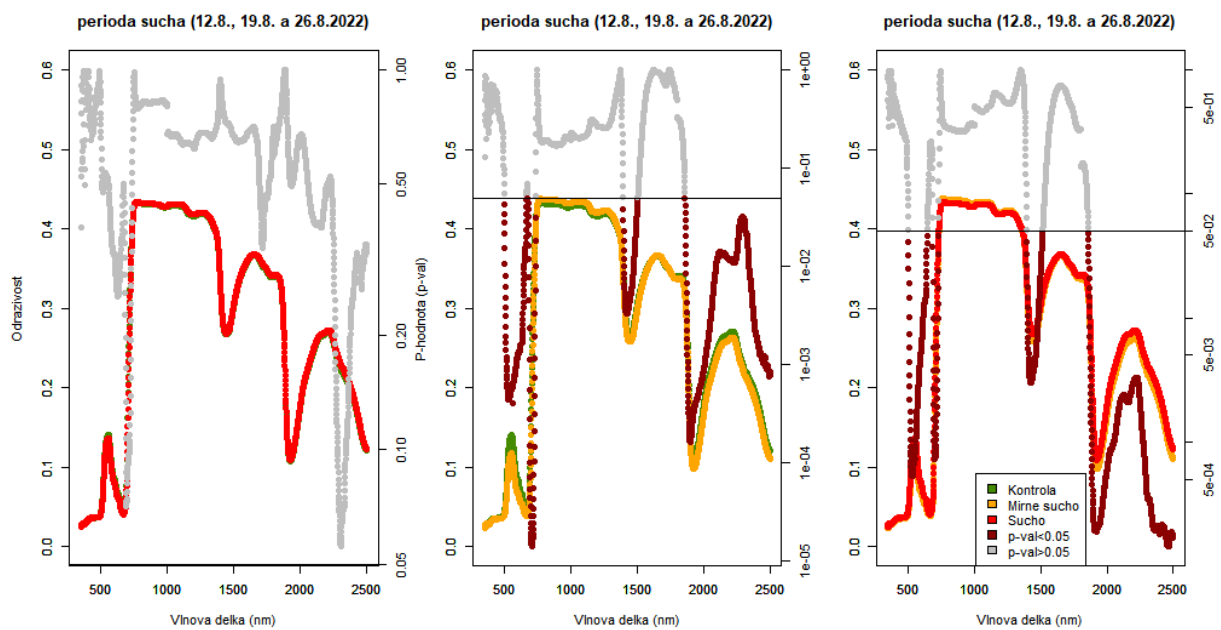 perioda sucha (12.8., 19.8. a 26.8.2022)
Odrazivost
0.6
0.5
0.4
0.3
0.2
0.1
0.0
1.00
0.50
0.20
0.10
0.05
500 1000 1500 2000 2500
Vlnova delka (nm)
perioda sucha (12.8., 19.8. a 26.8.2022)
P-hodnota (p-val)
0.6
0.5
0.4
0.3
0.2
0.1
0.0
1e+00
1e-01
1e-02
1e-03
1e-04
1e-05
500 1000 1500 2000 2500
Vlnova delka (nm)
perioda sucha (12.8., 19.8. a 26.8.2022)
0.6
0.5
0.4
0.3
0.2
0.1
0.0
5e-01
5e-02
5e-03
5e-04
Kontrola
Mirne sucho
Sucho
p-val<0.05
p-val>0.05
500 1000 1500 2000 2500
Vlnova delka (nm)